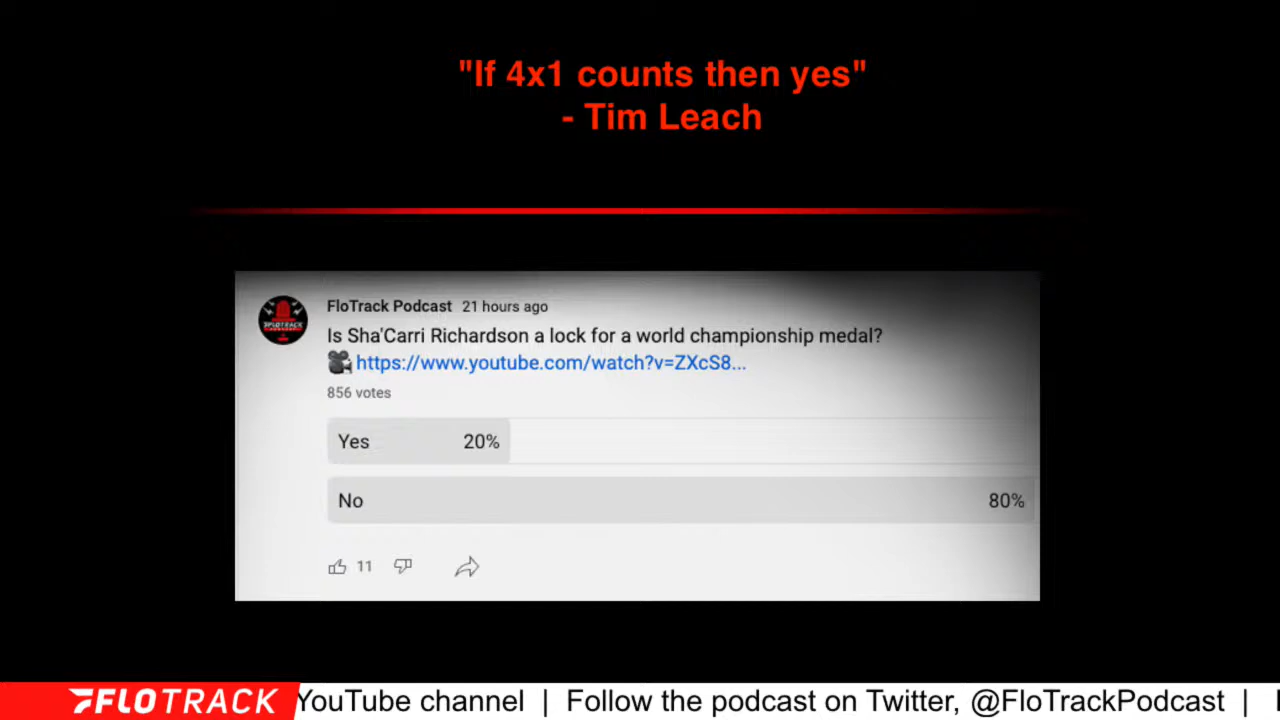 "If 4x1 counts then yes"
- Tim Leach
FloTrack Podcast 21 hours ago
Is Sha'Carri Richardson a lock for a world championship medal?
https://www.youtube.com/watch?v=ZXcS8...
856 votes
Yes 20%
No 80%
11
FLOTRACK YouTube channel | Follow the podcast on Twitter, @FloTrackPodcast |